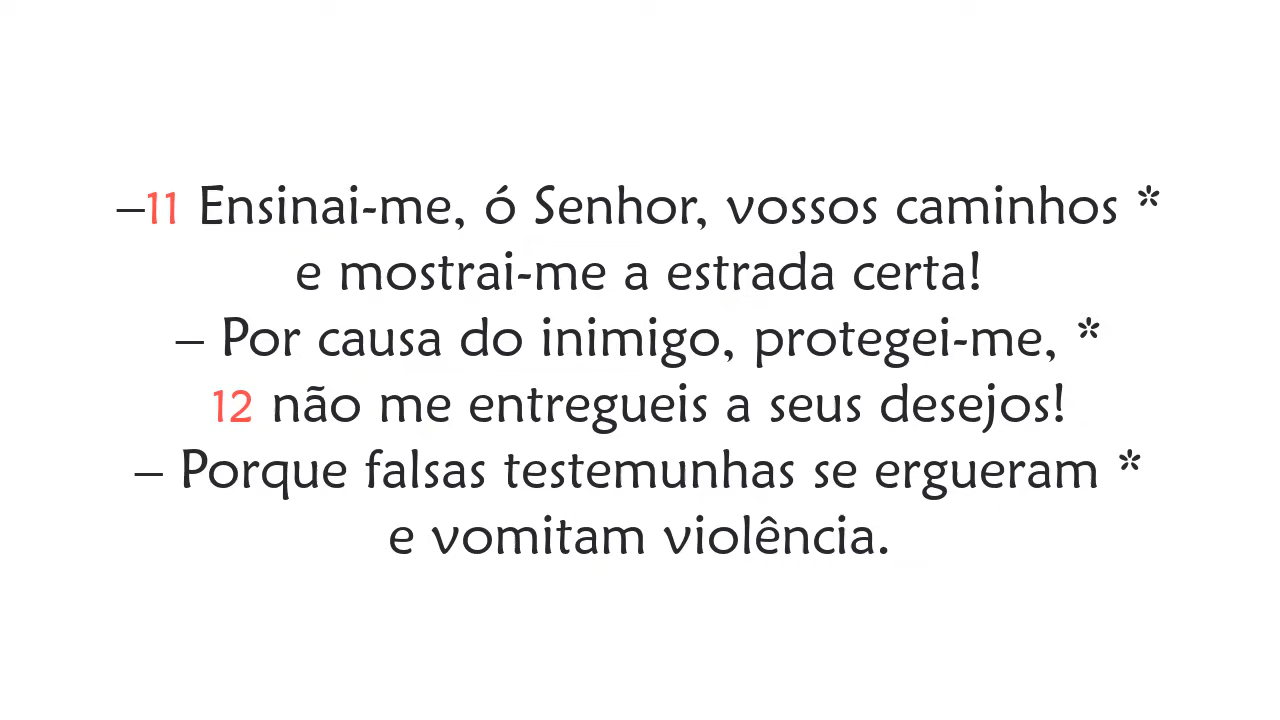 –11 Ensinai-me, ó Senhor, vossos caminhos *
e mostrai-me a estrada certa!
– Por causa do inimigo, protegei-me, *
12 não me entregueis a seus desejos!
– Porque falsas testemunhas se ergueram *
e vomitam violência.